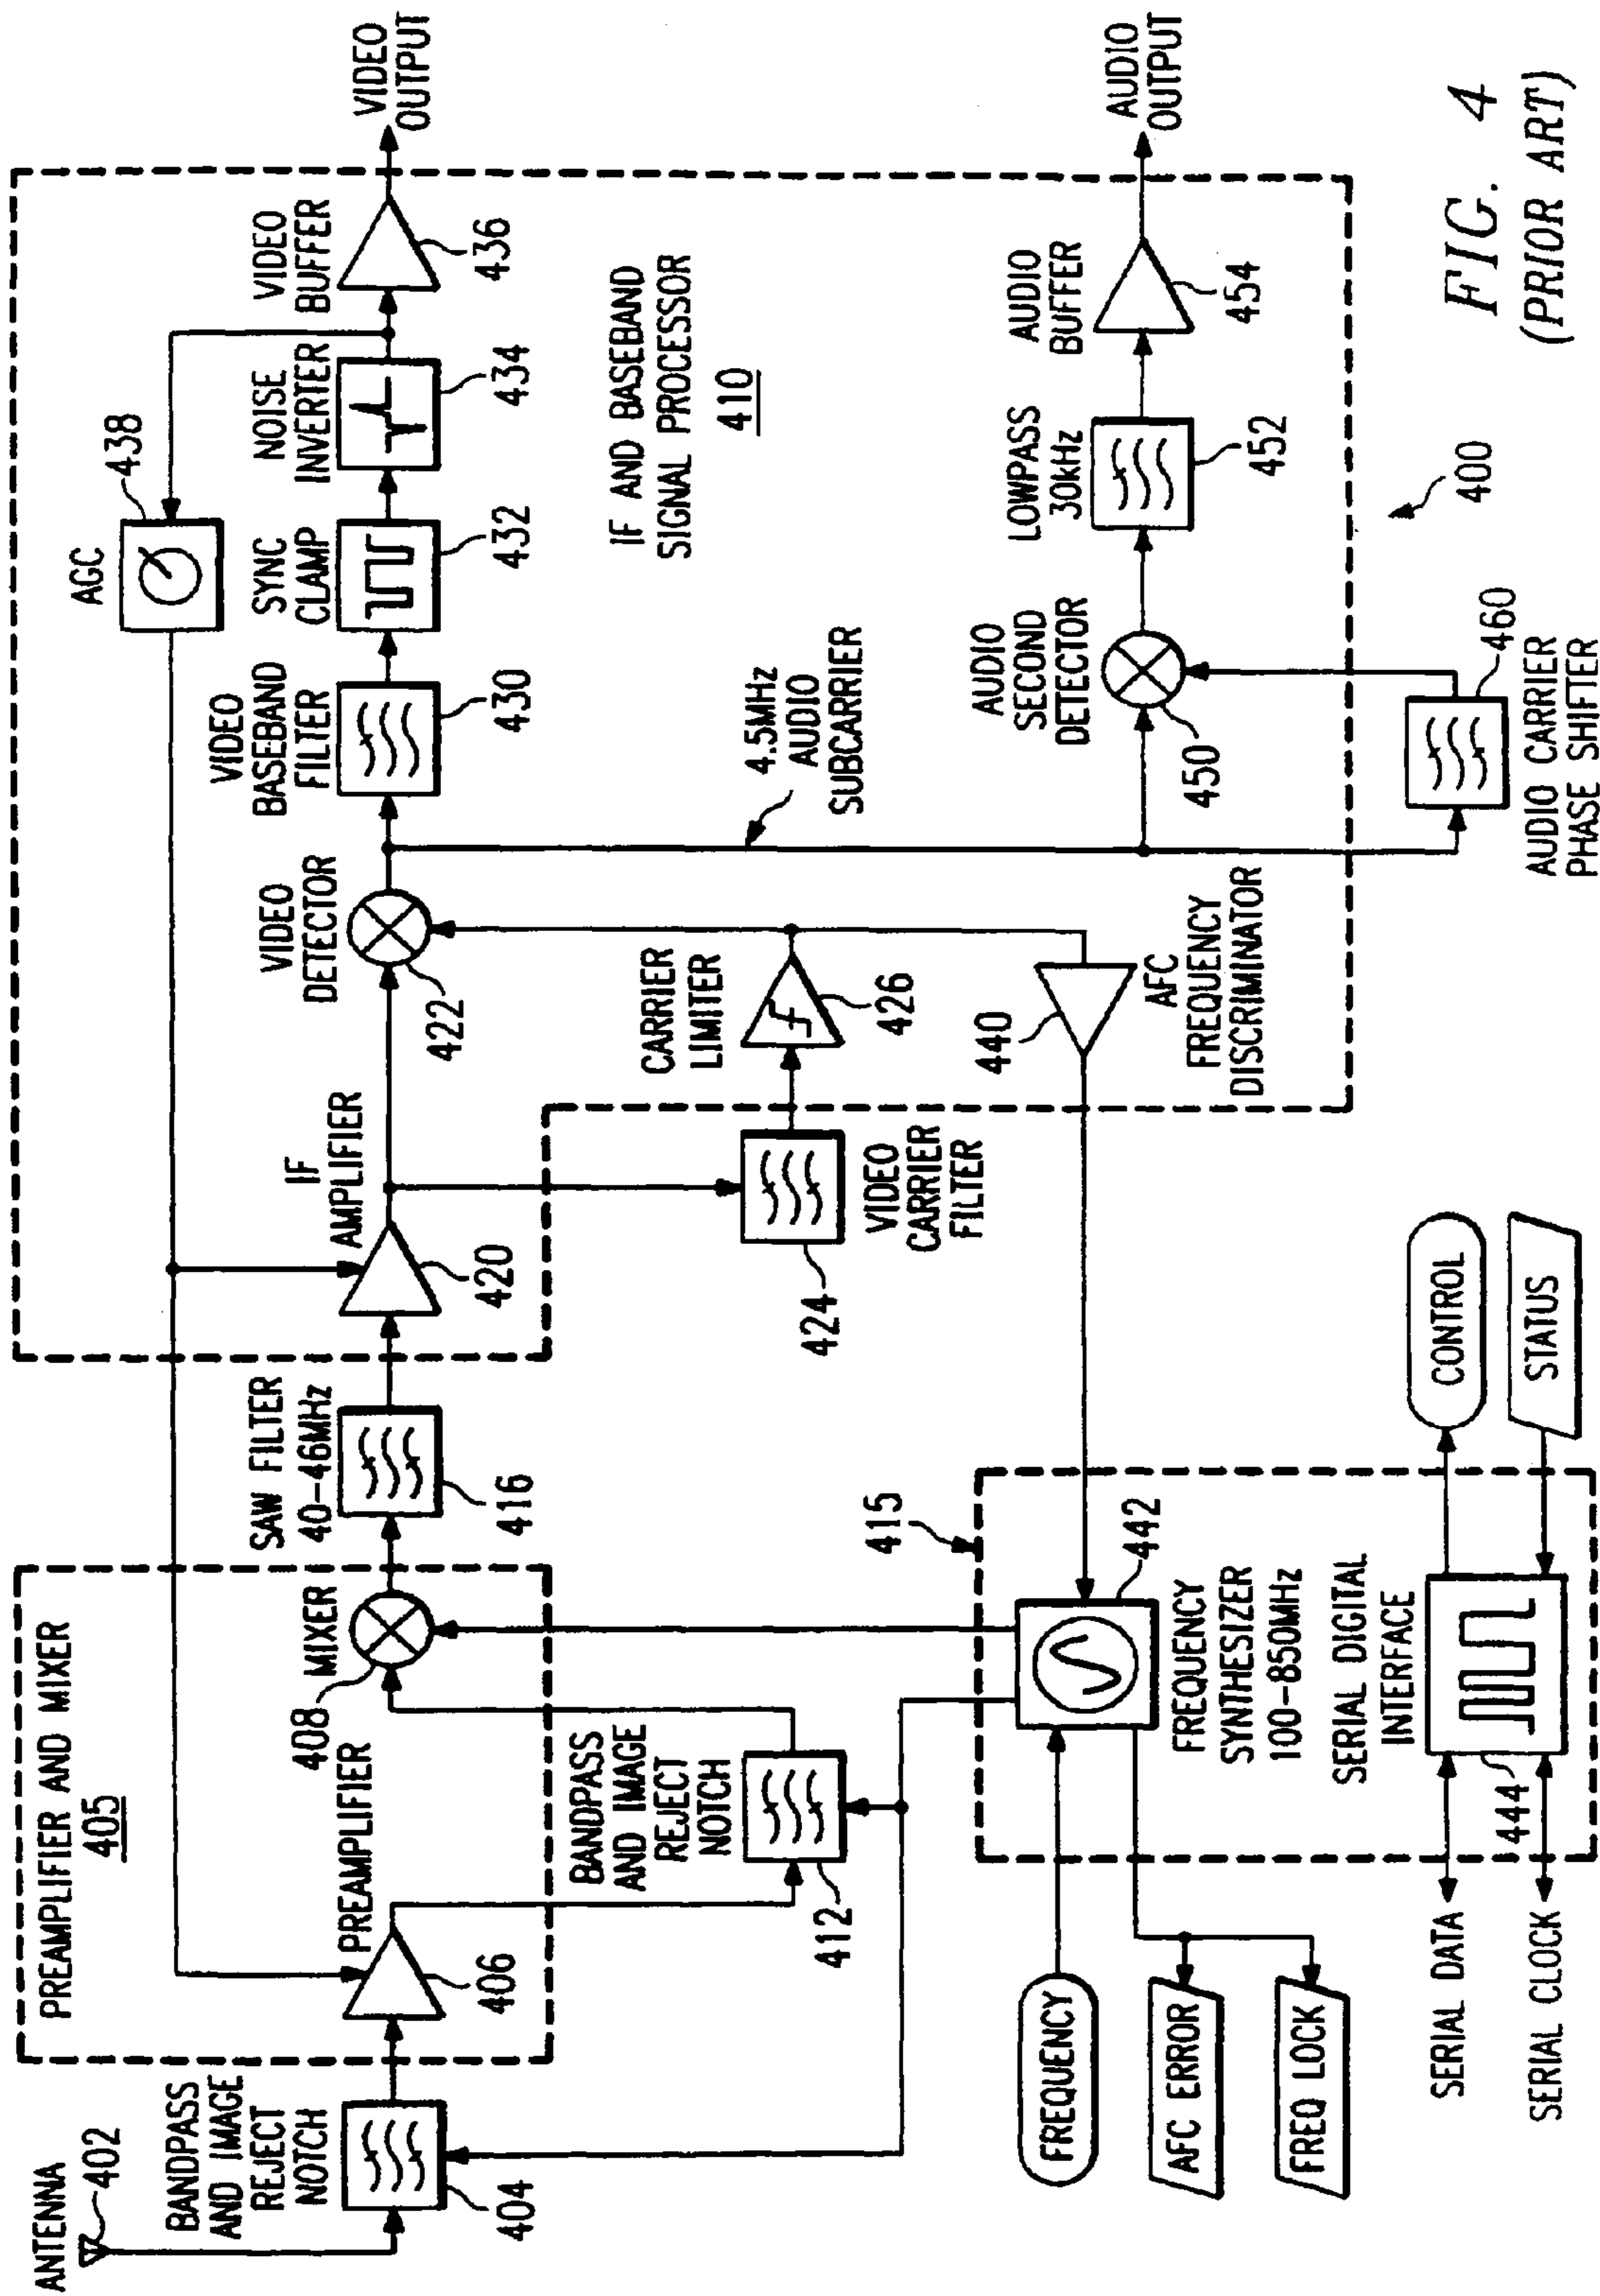 ANTENNA
402
BANDPASS
AND IMAGE
REJECT
NOTCH
404
PREAMPLIFIER AND MIXER
405
PREAMPLIFIER
406
408
MIXER
BANDPASS
AND IMAGE
REJECT
NOTCH
412
SAW FILTER
40-46MHz
416
IF
AMPLIFIER
420
AGC
438
VIDEO
DETECTOR
422
VIDEO
BASEBAND
FILTER
430
SYNC
CLAMP
432
NOISE
INVERTER
434
VIDEO
BUFFER
436
VIDEO
OUTPUT
IF AND BASEBAND
SIGNAL PROCESSOR
410
VIDEO
CARRIER
FILTER
424
CARRIER
LIMITER
426
4.5MHz
AUDIO
SUBCARRIER
440
AFC
FREQUENCY
DISCRIMINATOR
AUDIO
SECOND
DETECTOR
450
LOWPASS
30kHz
452
AUDIO
BUFFER
454
AUDIO
OUTPUT
460
AUDIO CARRIER
PHASE SHIFTER
400
415
442
FREQUENCY
SYNTHESIZER
100-850MHz
SERIAL DIGITAL
INTERFACE
444
FREQUENCY
AFC ERROR
FREQ LOCK
SERIAL DATA
SERIAL CLOCK
CONTROL
STATUS
FIG. 4
(PRIOR ART)